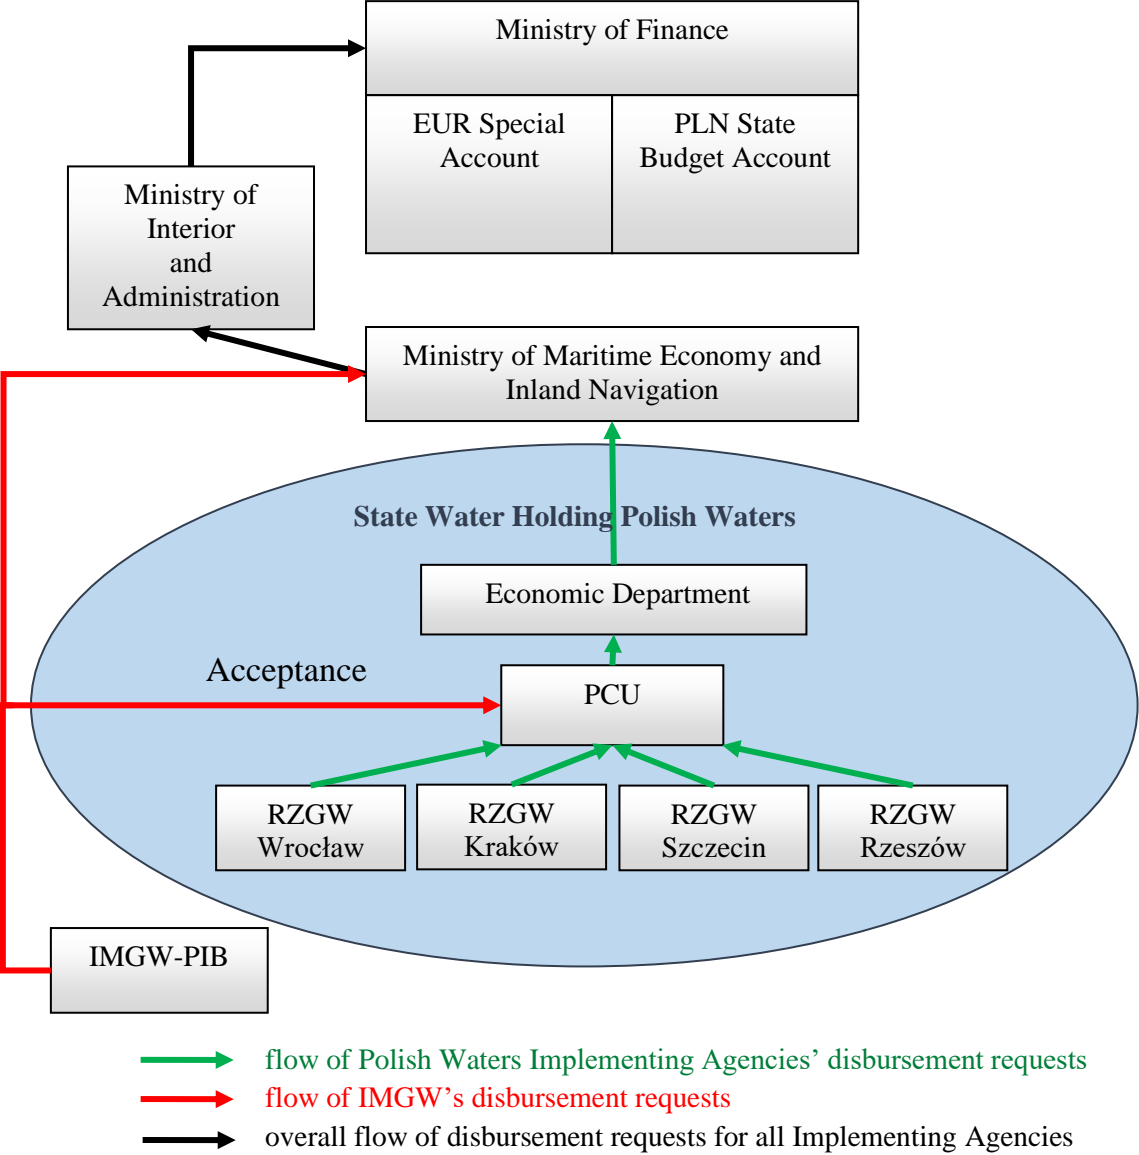 Ministry of Finance
EUR Special
Account
PLN State
Budget Account
Ministry of
Interior
and
Administration
Ministry of Maritime Economy and
Inland Navigation
State Water Holding Polish Waters
Economic Department
Acceptance
PCU
RZGW
Wrocław
RZGW
Kraków
RZGW
Szczecin
RZGW
Rzeszów
IMGW-PIB
flow of Polish Waters Implementing Agencies’ disbursement requests
flow of IMGW’s disbursement requests
overall flow of disbursement requests for all Implementing Agencies